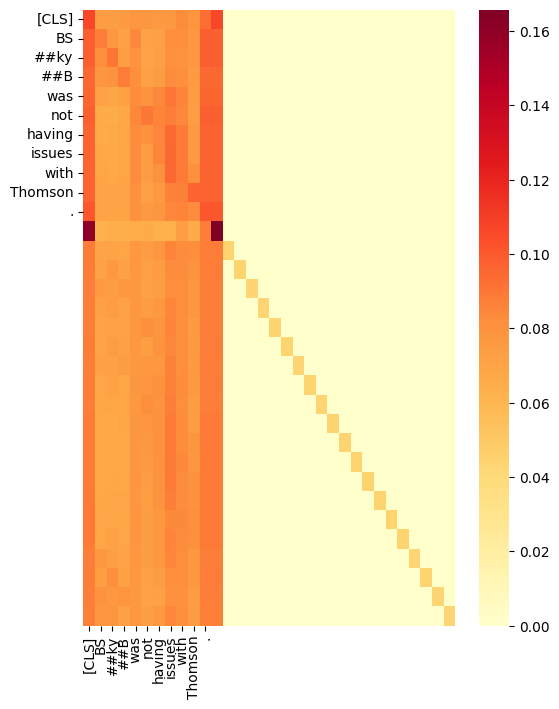 [CLS]
BS
##ky
##B
was
not
having
issues
with
Thomson
.
[CLS]
BS
##ky
##B
was
not
having
issues
with
Thomson
.
0.16
0.14
0.12
0.10
0.08
0.06
0.04
0.02
0.00